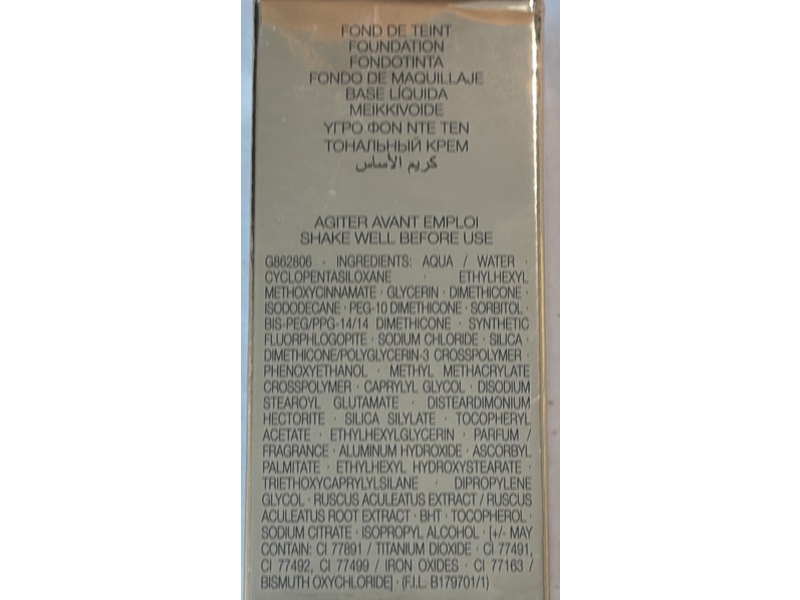 FOND DE TEINT
FOUNDATION
FONDOTINTA
FONDO DE MAQUILLAJE
BASE LÍQUIDA
MEIKKIVOIDE
ΥΓΡΟ ΦΟΝ ΝΤΕ ΤΕΝ
ТОНАЛЬНЫЙ КРЕМ
كريم الأساس
AGITER AVANT EMPLOI
SHAKE WELL BEFORE USE
G862806 · INGREDIENTS: AQUA / WATER ·
CYCLOPENTASILOXANE · ETHYLHEXYL
METHOXYCINNAMATE · GLYCERIN · DIMETHICONE ·
ISODODECANE · PEG-10 DIMETHICONE · SORBITOL ·
BIS-PEG/PPG-14/14 DIMETHICONE · SYNTHETIC
FLUORPHLOGOPITE · SODIUM CHLORIDE · SILICA ·
DIMETHICONE/POLYGLYCERIN-3 CROSSPOLYMER ·
PHENOXYETHANOL · METHYL METHACRYLATE
CROSSPOLYMER · CAPRYLYL GLYCOL · DISODIUM
STEAROYL GLUTAMATE · DISTEARDIMONIUM
HECTORITE · SILICA SILYLATE · TOCOPHERYL
ACETATE · ETHYLHEXYLGLYCERIN · PARFUM /
FRAGRANCE · ALUMINUM HYDROXIDE · ASCORBYL
PALMITATE · ETHYLHEXYL HYDROXYSTEARATE ·
TRIETHOXYCAPRYLYLSILANE · DIPROPYLENE
GLYCOL · RUSCUS ACULEATUS EXTRACT / RUSCUS
ACULEATUS ROOT EXTRACT · BHT · TOCOPHEROL ·
SODIUM CITRATE · ISOPROPYL ALCOHOL · [+/- MAY
CONTAIN: CI 77891 / TITANIUM DIOXIDE · CI 77491,
CI 77492, CI 77499 / IRON OXIDES · CI 77163 /
BISMUTH OXYCHLORIDE] · (F.I.L. B179701/1)